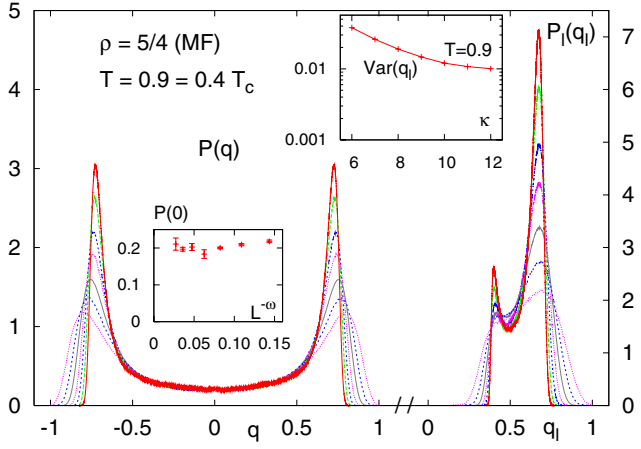 ρ = 5/4 (MF)
T = 0.9 = 0.4 T_c
P(q)
P_l(q_l)
T=0.9
Var(q_l)
κ
0.01
0.001
6 8 10 12
P(0)
0.2
0.1
0
0 0.05 0.10 0.15
L^-ω
5
4
3
2
1
0
7
6
5
4
3
2
1
0
-1 -0.5 0 0.5 1 // 0 0.5 1
q q_l